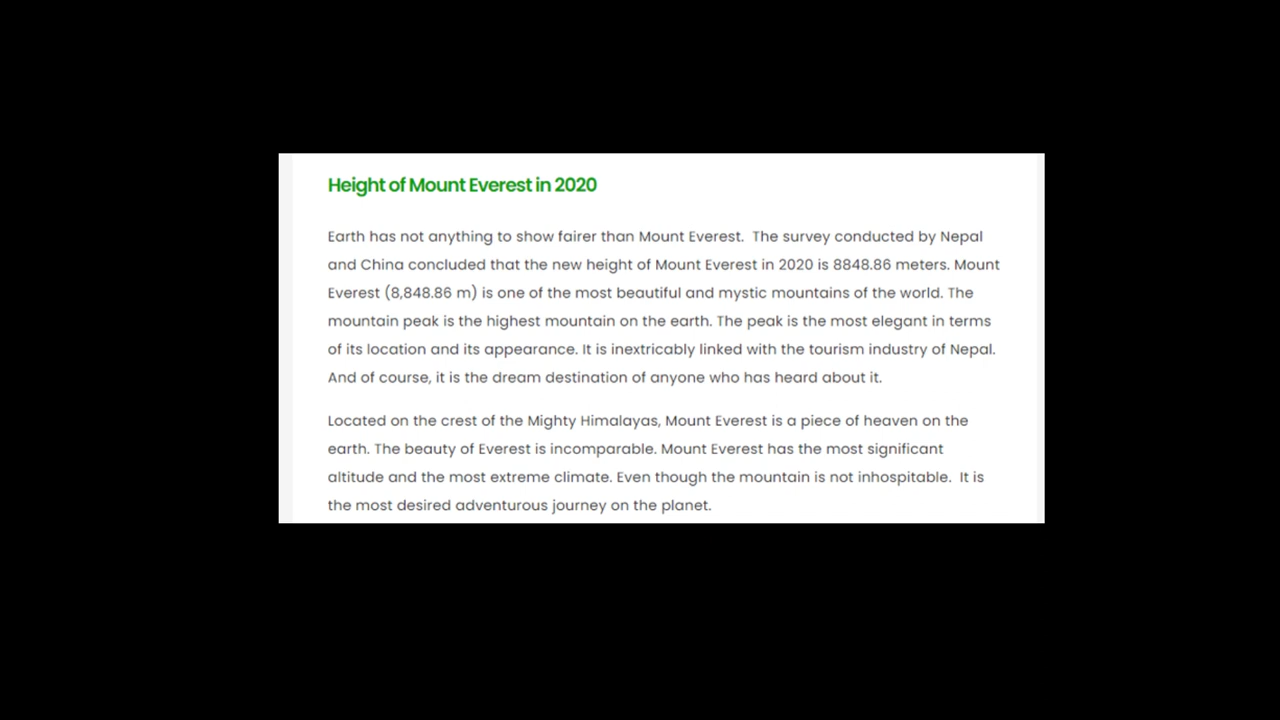 Height of Mount Everest in 2020
Earth has not anything to show fairer than Mount Everest.  The survey conducted by Nepal
and China concluded that the new height of Mount Everest in 2020 is 8848.86 meters. Mount
Everest (8,848.86 m) is one of the most beautiful and mystic mountains of the world. The
mountain peak is the highest mountain on the earth. The peak is the most elegant in terms
of its location and its appearance. It is inextricably linked with the tourism industry of Nepal.
And of course, it is the dream destination of anyone who has heard about it.
Located on the crest of the Mighty Himalayas, Mount Everest is a piece of heaven on the
earth. The beauty of Everest is incomparable. Mount Everest has the most significant
altitude and the most extreme climate. Even though the mountain is not inhospitable.  It is
the most desired adventurous journey on the planet.